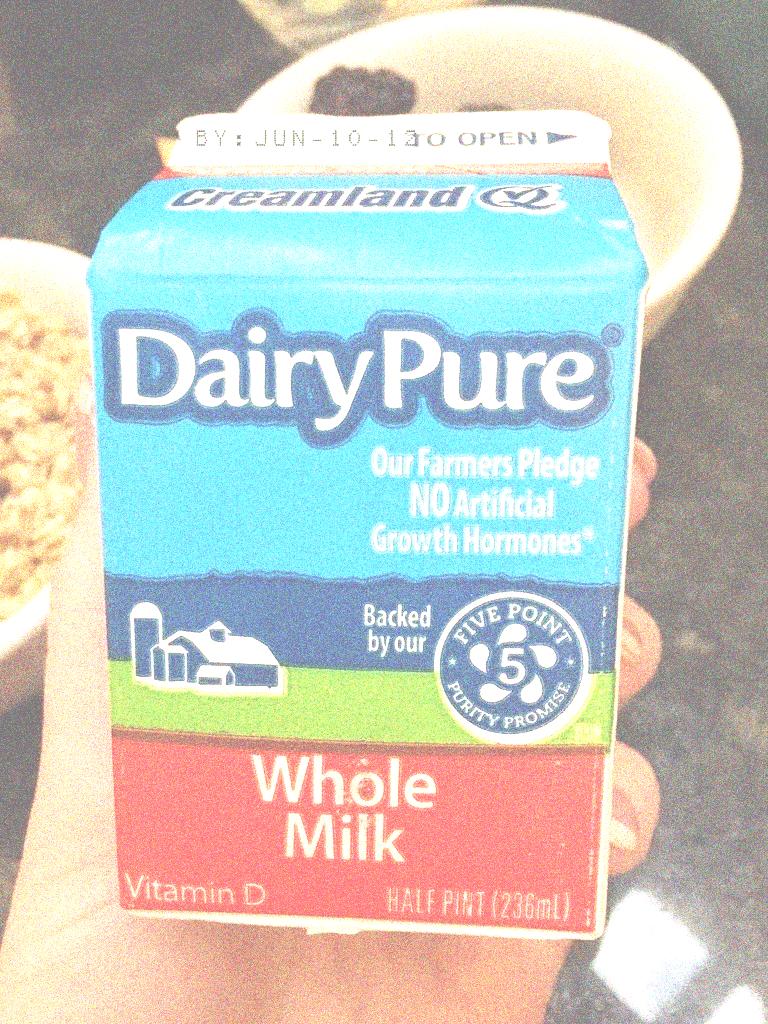 BY: JUN-10-12 TO OPEN
Creamland
DairyPure®
Our Farmers Pledge
NO Artificial
Growth Hormones*
Backed
by our
FIVE POINT
5
PURITY PROMISE
Whole
Milk
Vitamin D
HALF PINT (236mL)